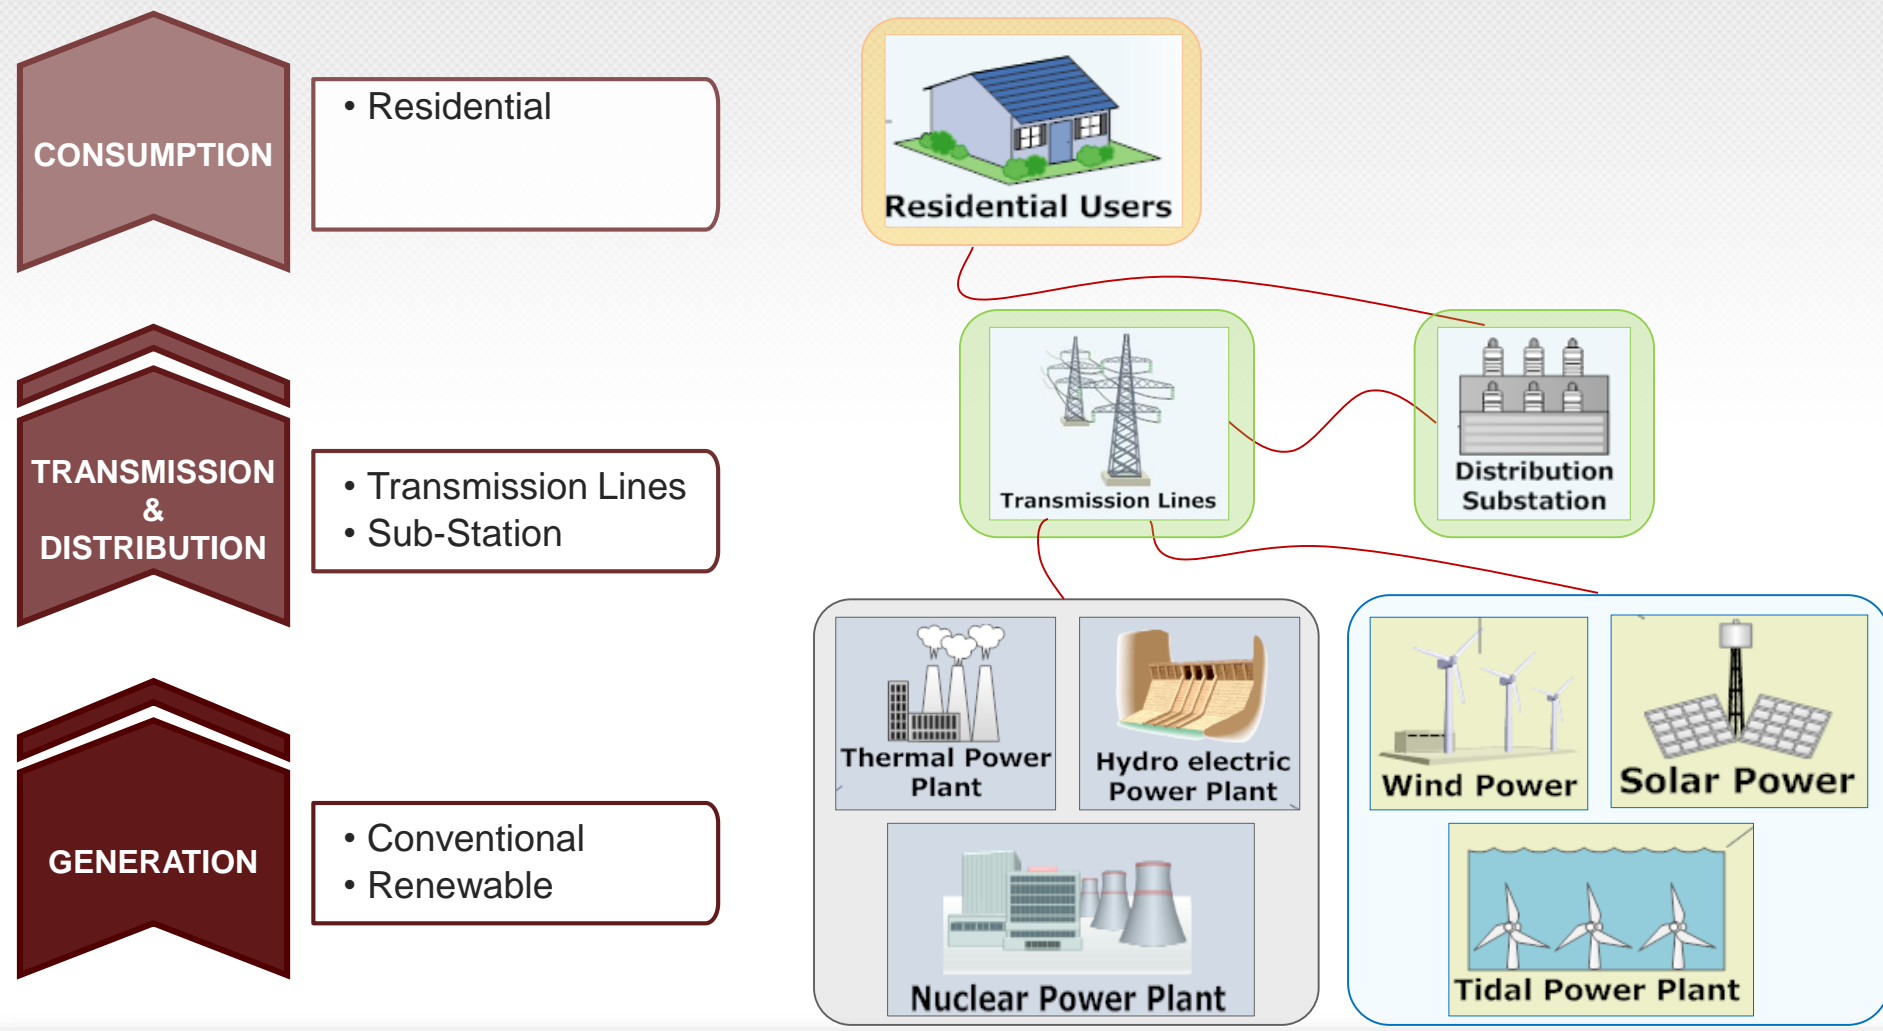 CONSUMPTION
• Residential
Residential Users
TRANSMISSION
&
DISTRIBUTION
• Transmission Lines
• Sub-Station
Transmission Lines
Distribution
Substation
GENERATION
• Conventional
• Renewable
Thermal Power
Plant
Hydro electric
Power Plant
Nuclear Power Plant
Wind Power
Solar Power
Tidal Power Plant